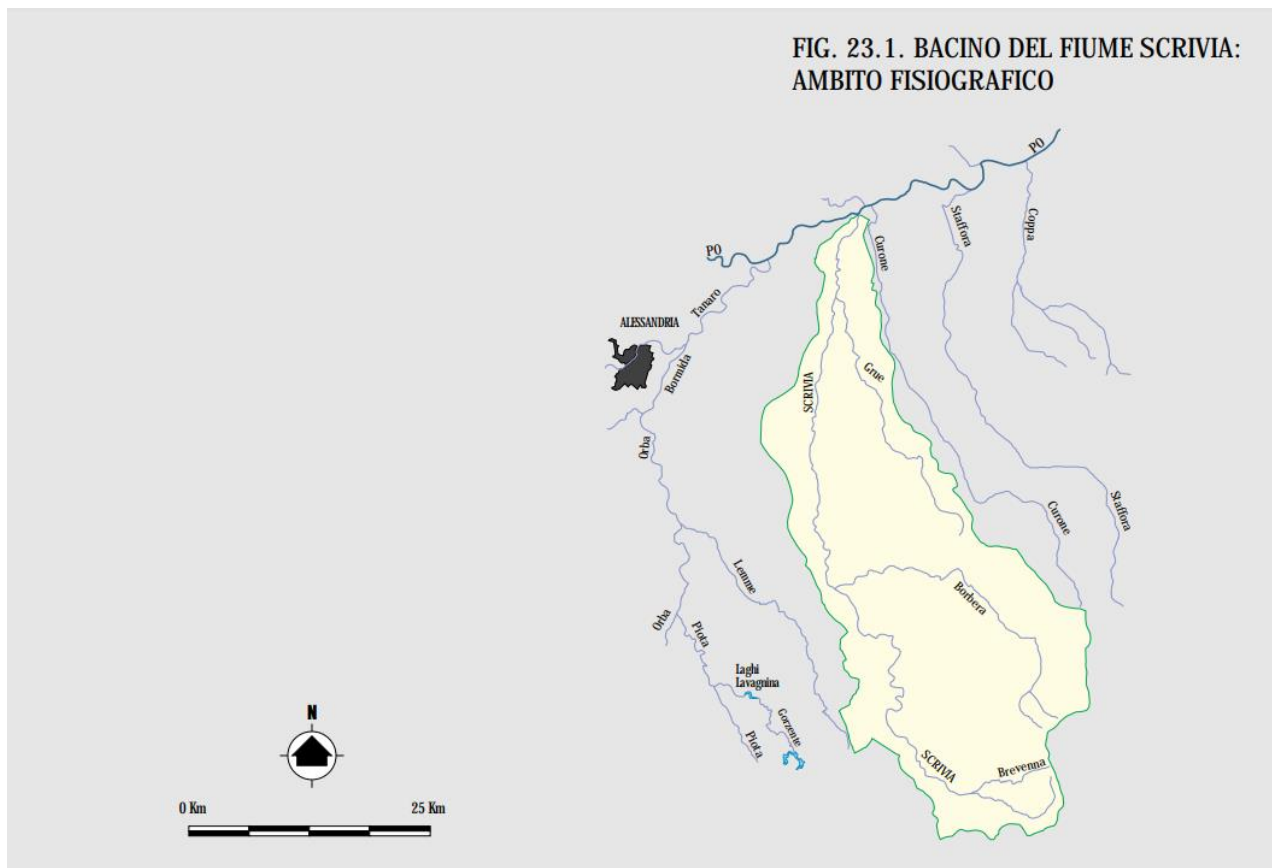 FIG. 23.1. BACINO DEL FIUME SCRIVIA:
AMBITO FISIOGRAFICO
PO
Staffora
Coppa
Curone
PO
Tanaro
ALESSANDRIA
Bormida
Grue
SCRIVIA
Orba
Staffora
Curone
Lemme
Borbera
Orba
Piota
Laghi
Lavagnina
Gorzente
Piota
N
SCRIVIA
Brevenna
0 Km
25 Km